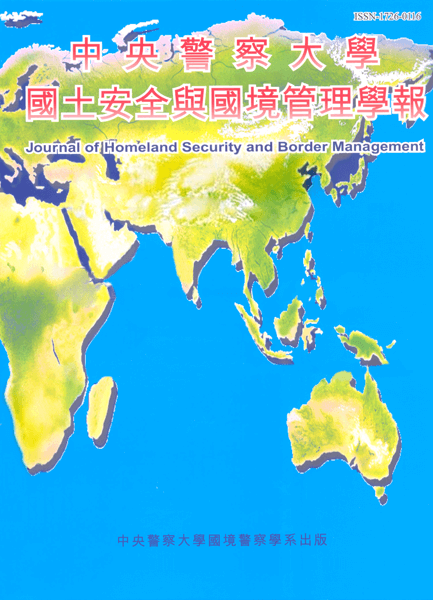 ISSN-1726-0116
中央警察大學
國土安全與國境管理學報
Journal of Homeland Security and Border Management
中央警察大學國境警察學系出版